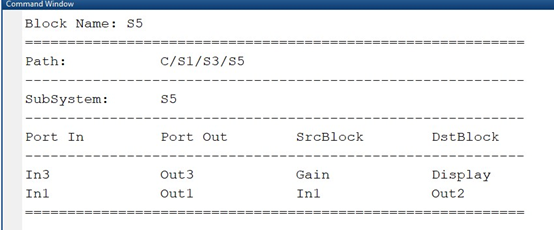 Command Window
Block Name: S5
==============================================================
Path: C/S1/S3/S5
--------------------------------------------------------------
SubSystem: S5
--------------------------------------------------------------
Port In Port Out SrcBlock DstBlock
--------------------------------------------------------------
In3 Out3 Gain Display
In1 Out1 In1 Out2
==============================================================